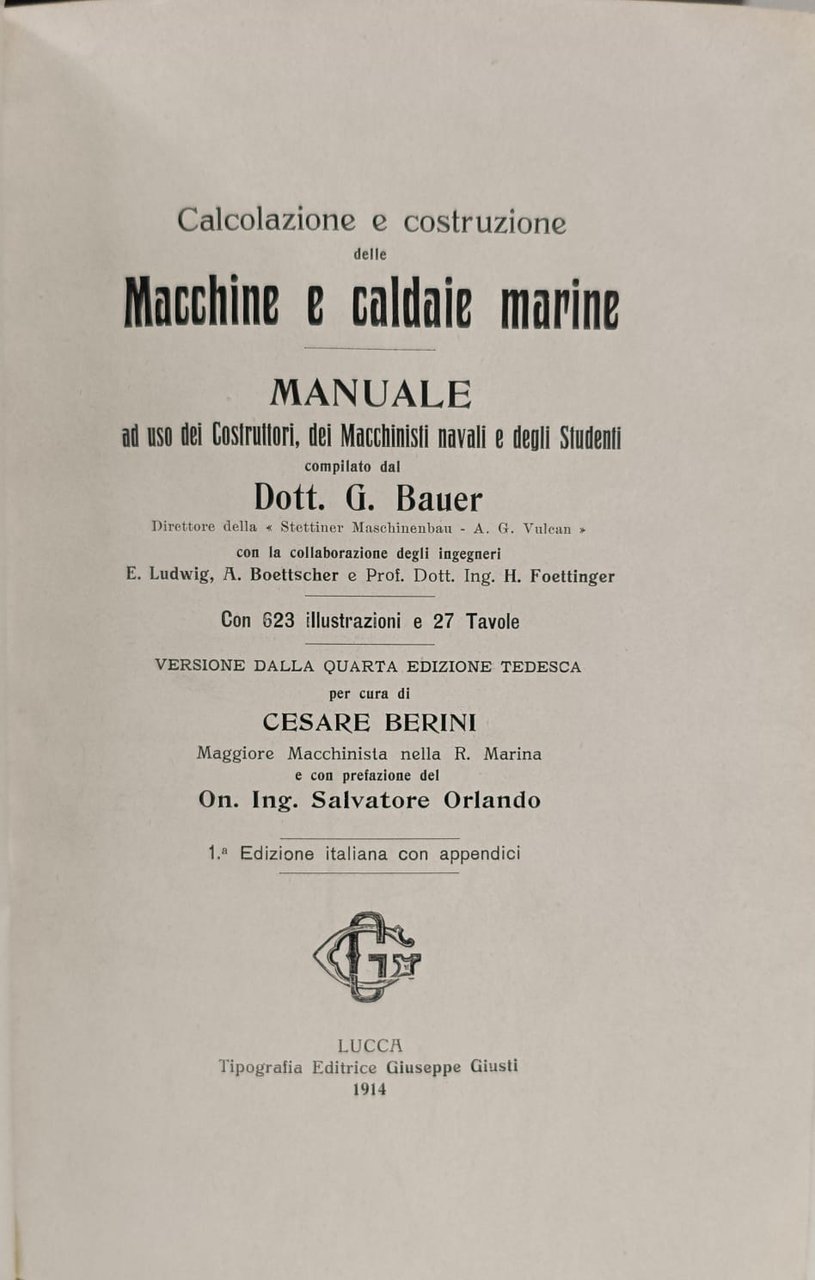 Calcolazione e costruzione
delle
Macchine e caldaie marine
MANUALE
ad uso dei Costruttori, dei Macchinisti navali e degli Studenti
compilato dal
Dott. G. Bauer
Direttore della « Stettiner Maschinenbau - A. G. Vulcan »
con la collaborazione degli ingegneri
E. Ludwig, A. Boettscher e Prof. Dott. Ing. H. Foettinger
Con 623 illustrazioni e 27 Tavole
VERSIONE DALLA QUARTA EDIZIONE TEDESCA
per cura di
CESARE BERINI
Maggiore Macchinista nella R. Marina
e con prefazione del
On. Ing. Salvatore Orlando
1.ª Edizione italiana con appendici
LUCCA
Tipografia Editrice Giuseppe Giusti
1914